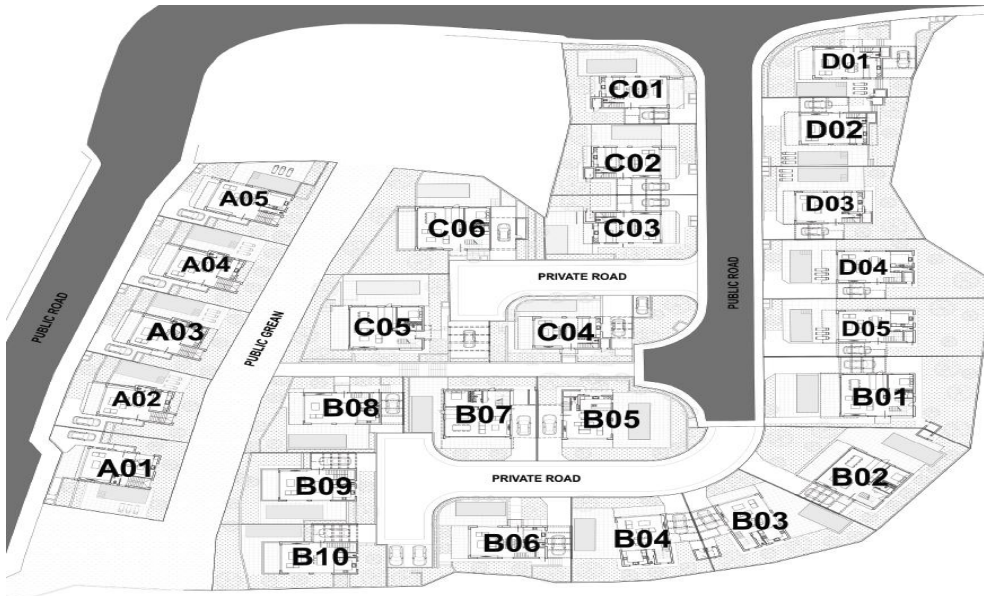 D01
C01
D02
C02
A05
D03
C06
C03
A04
D04
PRIVATE ROAD
PUBLIC ROAD
PUBLIC ROAD
PUBLIC GREAN
A03
C05
C04
D05
A02
B01
B08
B07
B05
A01
B02
B09
PRIVATE ROAD
B03
B10
B06
B04